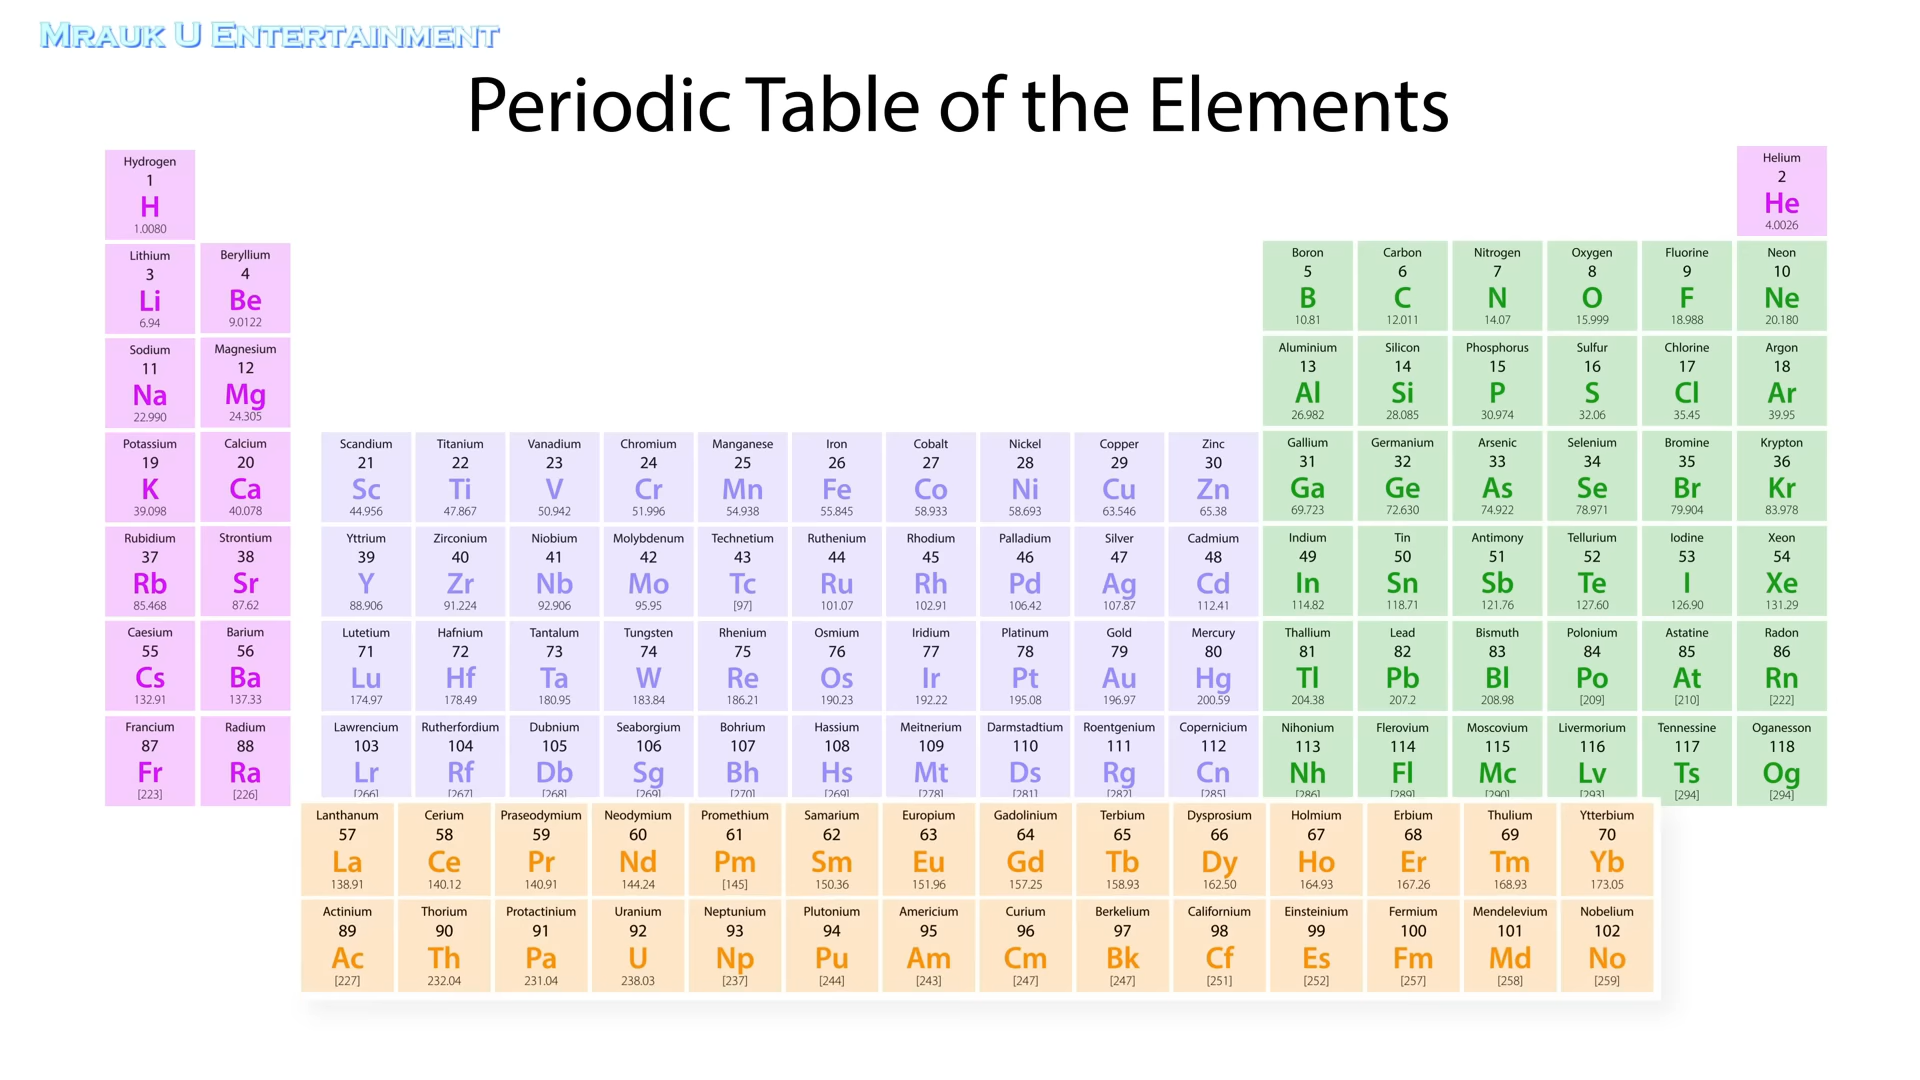 MRAUK U ENTERTAINMENT
Periodic Table of the Elements
Hydrogen 1 H 1.0080
Helium 2 He 4.0026
Lithium 3 Li 6.94
Beryllium 4 Be 9.0122
Boron 5 B 10.81
Carbon 6 C 12.011
Nitrogen 7 N 14.07
Oxygen 8 O 15.999
Fluorine 9 F 18.988
Neon 10 Ne 20.180
Sodium 11 Na 22.990
Magnesium 12 Mg 24.305
Aluminium 13 Al 26.982
Silicon 14 Si 28.085
Phosphorus 15 P 30.974
Sulfur 16 S 32.06
Chlorine 17 Cl 35.45
Argon 18 Ar 39.95
Potassium 19 K 39.098
Calcium 20 Ca 40.078
Scandium 21 Sc 44.956
Titanium 22 Ti 47.867
Vanadium 23 V 50.942
Chromium 24 Cr 51.996
Manganese 25 Mn 54.938
Iron 26 Fe 55.845
Cobalt 27 Co 58.933
Nickel 28 Ni 58.693
Copper 29 Cu 63.546
Zinc 30 Zn 65.38
Gallium 31 Ga 69.723
Germanium 32 Ge 72.630
Arsenic 33 As 74.922
Selenium 34 Se 78.971
Bromine 35 Br 79.904
Krypton 36 Kr 83.978
Rubidium 37 Rb 85.468
Strontium 38 Sr 87.62
Yttrium 39 Y 88.906
Zirconium 40 Zr 91.224
Niobium 41 Nb 92.906
Molybdenum 42 Mo 95.95
Technetium 43 Tc [97]
Ruthenium 44 Ru 101.07
Rhodium 45 Rh 102.91
Palladium 46 Pd 106.42
Silver 47 Ag 107.87
Cadmium 48 Cd 112.41
Indium 49 In 114.82
Tin 50 Sn 118.71
Antimony 51 Sb 121.76
Tellurium 52 Te 127.60
Iodine 53 I 126.90
Xeon 54 Xe 131.29
Caesium 55 Cs 132.91
Barium 56 Ba 137.33
Lutetium 71 Lu 174.97
Hafnium 72 Hf 178.49
Tantalum 73 Ta 180.95
Tungsten 74 W 183.84
Rhenium 75 Re 186.21
Osmium 76 Os 190.23
Iridium 77 Ir 192.22
Platinum 78 Pt 195.08
Gold 79 Au 196.97
Mercury 80 Hg 200.59
Thallium 81 Tl 204.38
Lead 82 Pb 207.2
Bismuth 83 Bl 208.98
Polonium 84 Po [209]
Astatine 85 At [210]
Radon 86 Rn [222]
Francium 87 Fr [223]
Radium 88 Ra [226]
Lawrencium 103 Lr [266]
Rutherfordium 104 Rf [267]
Dubnium 105 Db [268]
Seaborgium 106 Sg [269]
Bohrium 107 Bh [270]
Hassium 108 Hs [269]
Meitnerium 109 Mt [278]
Darmstadtium 110 Ds [281]
Roentgenium 111 Rg [282]
Copernicium 112 Cn [285]
Nihonium 113 Nh [286]
Flerovium 114 Fl [289]
Moscovium 115 Mc [290]
Livermorium 116 Lv [293]
Tennessine 117 Ts [294]
Oganesson 118 Og [294]
Lanthanum 57 La 138.91
Cerium 58 Ce 140.12
Praseodymium 59 Pr 140.91
Neodymium 60 Nd 144.24
Promethium 61 Pm [145]
Samarium 62 Sm 150.36
Europium 63 Eu 151.96
Gadolinium 64 Gd 157.25
Terbium 65 Tb 158.93
Dysprosium 66 Dy 162.50
Holmium 67 Ho 164.93
Erbium 68 Er 167.26
Thulium 69 Tm 168.93
Ytterbium 70 Yb 173.05
Actinium 89 Ac [227]
Thorium 90 Th 232.04
Protactinium 91 Pa 231.04
Uranium 92 U 238.03
Neptunium 93 Np [237]
Plutonium 94 Pu [244]
Americium 95 Am [243]
Curium 96 Cm [247]
Berkelium 97 Bk [247]
Californium 98 Cf [251]
Einsteinium 99 Es [252]
Fermium 100 Fm [257]
Mendelevium 101 Md [258]
Nobelium 102 No [259]